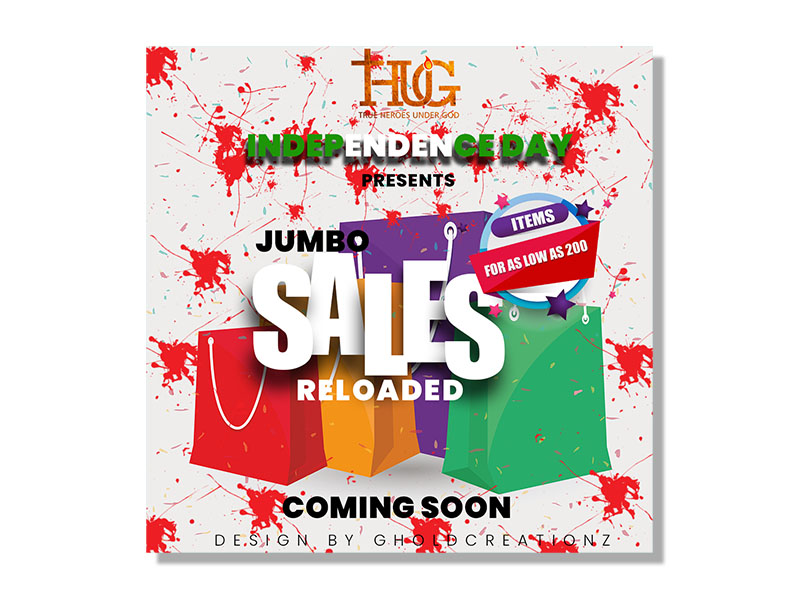 HUG
TRUE HEROES UNDER GOD
INDEPENDENCE DAY
PRESENTS
JUMBO
SALES
RELOADED
ITEMS
FOR AS LOW AS 200
COMING SOON
DESIGN BY GHOLDCREATIONZ